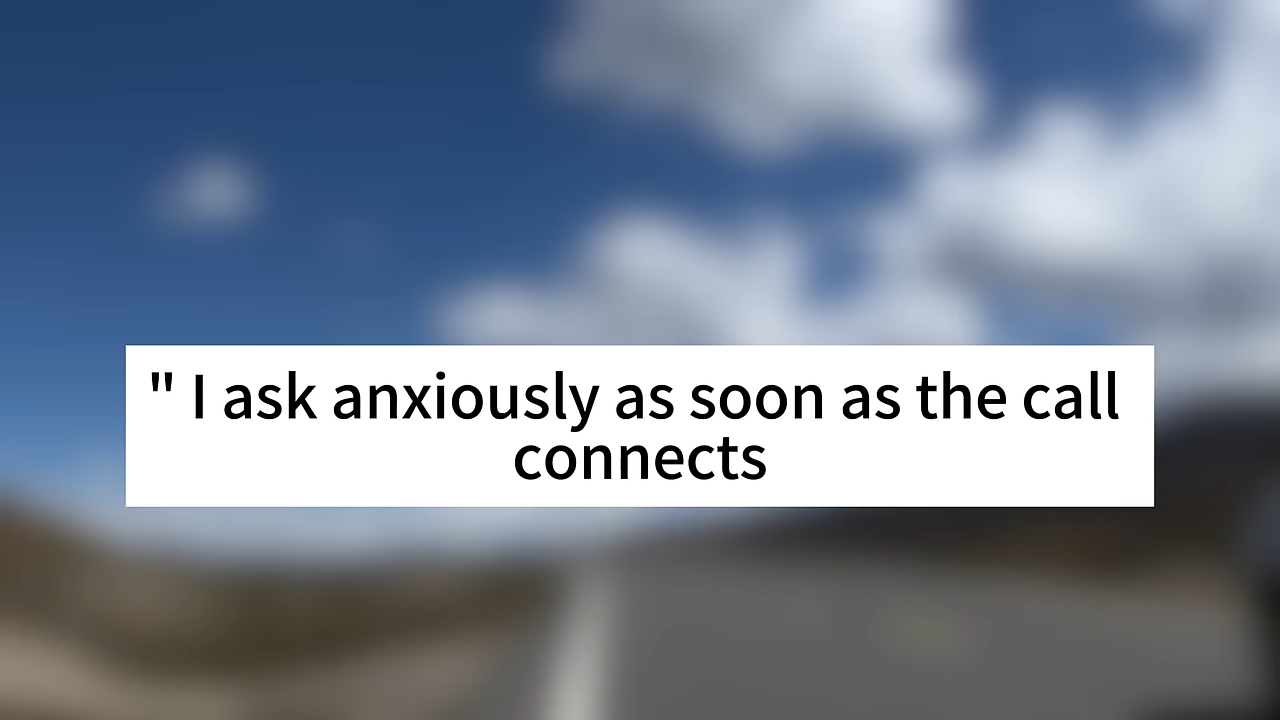 " I ask anxiously as soon as the call
connects